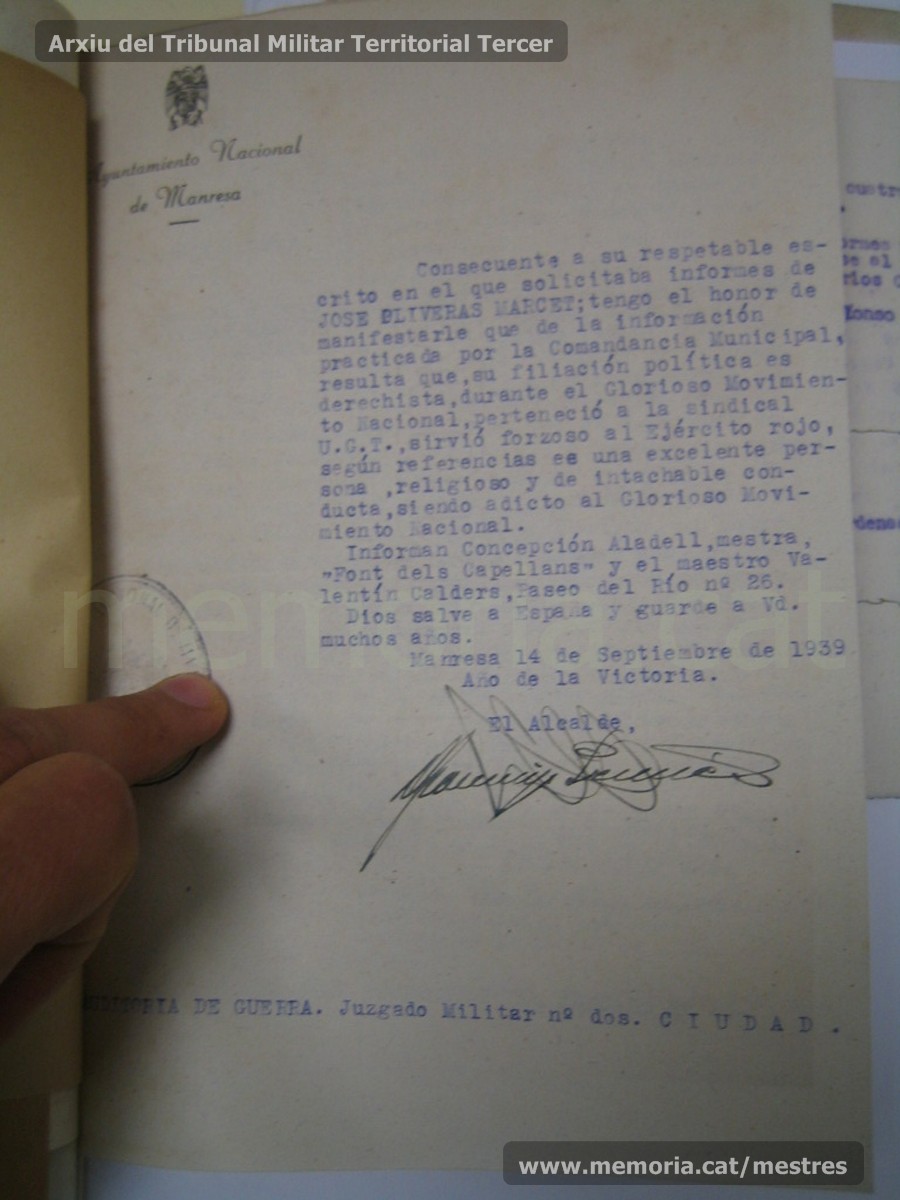 Arxiu del Tribunal Militar Territorial Tercer
Ayuntamiento Nacional
de Manresa
Consecuente a su respetable es-
crito en el que solicitaba informes de
JOSE OLIVERAS MARCET;tengo el honor de
manifestarle que de la información
practicada por la Comandancia Municipal,
resulta que,su filiación política es
derechista,durante el Glorioso Movimien-
to Nacional,perteneció a la sindical
U.G.T.,sirvió forzoso al Ejército rojo,
según referencias es una excelente per-
sona ,religioso y de intachable con-
ducta,siendo adicto al Glorioso Movi-
miento Nacional.
Informan Concepción Aladell,mestra,
"Font dels Capellans" y el maestro Va-
lentín Calders,Paseo del Río nº 26.
Dios salve a España y guarde a Vd.
muchos años.
Manresa 14 de Septiembre de 1939
Año de la Victoria.
El Alcalde,
AUDITORIA DE GUERRA. Juzgado Militar nº dos. C I U D A D .
memoria.cat
www.memoria.cat/mestres